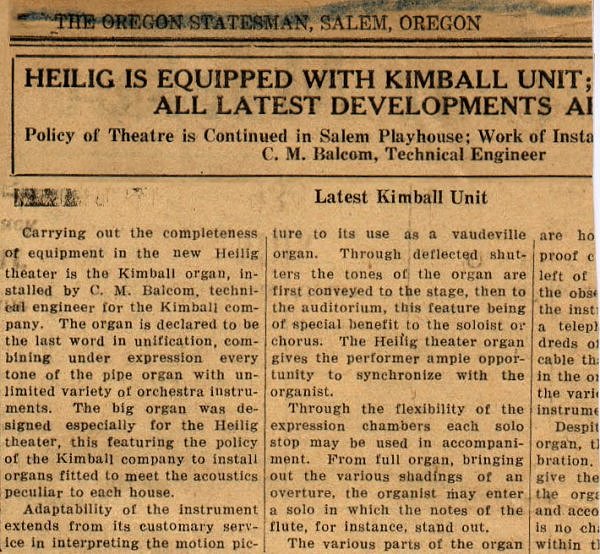 THE OREGON STATESMAN, SALEM, OREGON
HEILIG IS EQUIPPED WITH KIMBALL UNIT;
ALL LATEST DEVELOPMENTS
Policy of Theatre is Continued in Salem Playhouse; Work of
C. M. Balcom, Technical Engineer
Latest Kimball Unit
Carrying out the completeness
of equipment in the new Heilig
theater is the Kimball organ, in-
stalled by C. M. Balcom, techni-
cal engineer for the Kimball com-
pany. The organ is declared to be
the last word in unification, com-
bining under expression every
tone of the pipe organ with un-
limited variety of orchestra instru-
ments. The big organ was de-
signed especially for the Heilig
theater, this featuring the policy
of the Kimball company to install
organs fitted to meet the acoustics
peculiar to each house.
Adaptability of the instrument
extends from its customary serv-
ice in interpreting the motion pic-
ture to its use as a vaudeville
organ. Through deflected shut-
ters the tones of the organ are
first conveyed to the stage, then to
the auditorium, this feature being
of special benefit to the soloist or
chorus. The Heilig theater organ
gives the performer ample oppor-
tunity to synchronize with the
organist.
Through the flexibility of the
expression chambers each solo
stop may be used in accompani-
ment. From full organ, bringing
out the various shadings of an
overture, the organist may enter
a solo in which the notes of the
flute, for instance, stand out.
The various parts of the organ
are ho
proof c
left of
the obs
the inst
a telep
dreds o
cable th
in the o
the vari
instrume
Despit
organ, t
bration.
give the
the orga
and acco
is no cha
within t